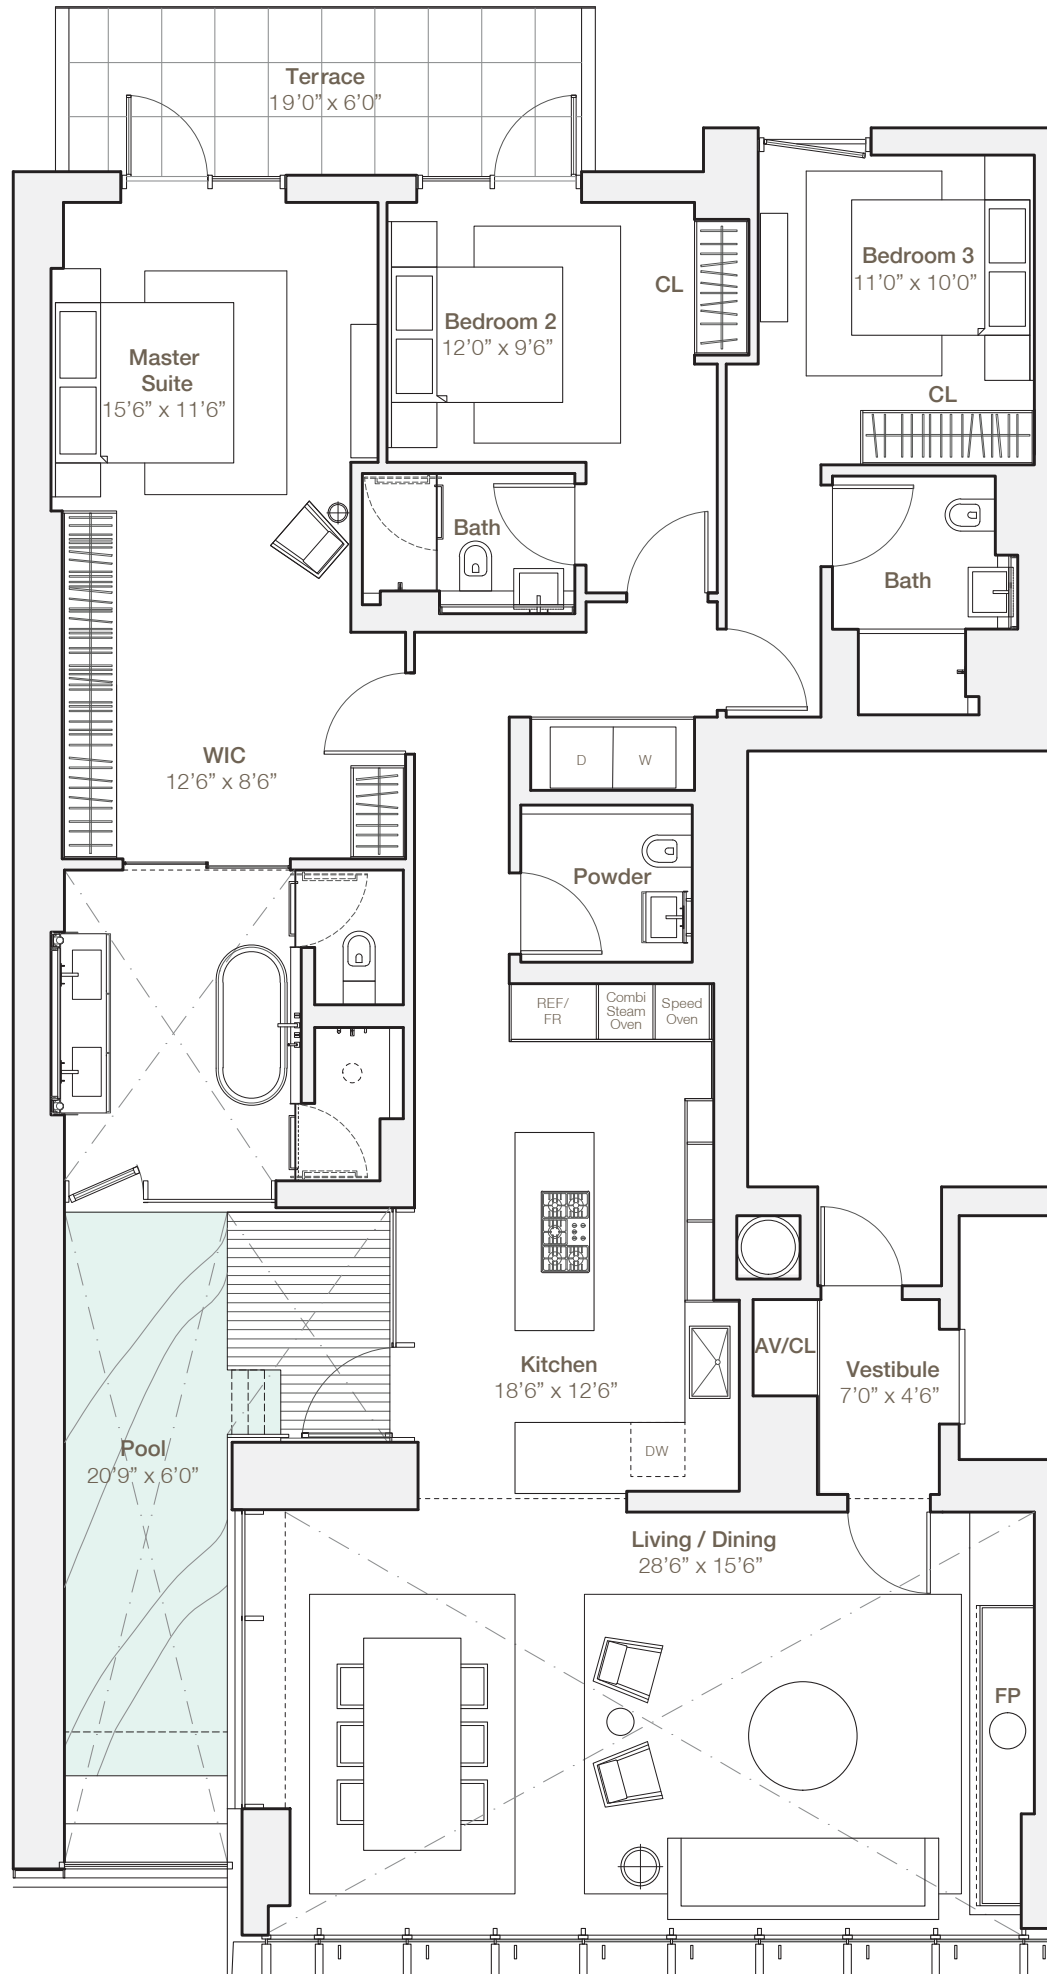 Terrace
19’0” x 6’0”
Bedroom 3
11’0” x 10’0”
CL
Bedroom 2
12’0” x 9’6”
Master
Suite
15’6” x 11’6”
CL
Bath
Bath
WIC
12’6” x 8’6”
D
W
Powder
REF/
FR
Combi
Steam
Oven
Speed
Oven
AV/CL
Kitchen
18’6” x 12’6”
Vestibule
7’0” x 4’6”
Pool
20’9” x 6’0”
DW
Living / Dining
28’6” x 15’6”
FP